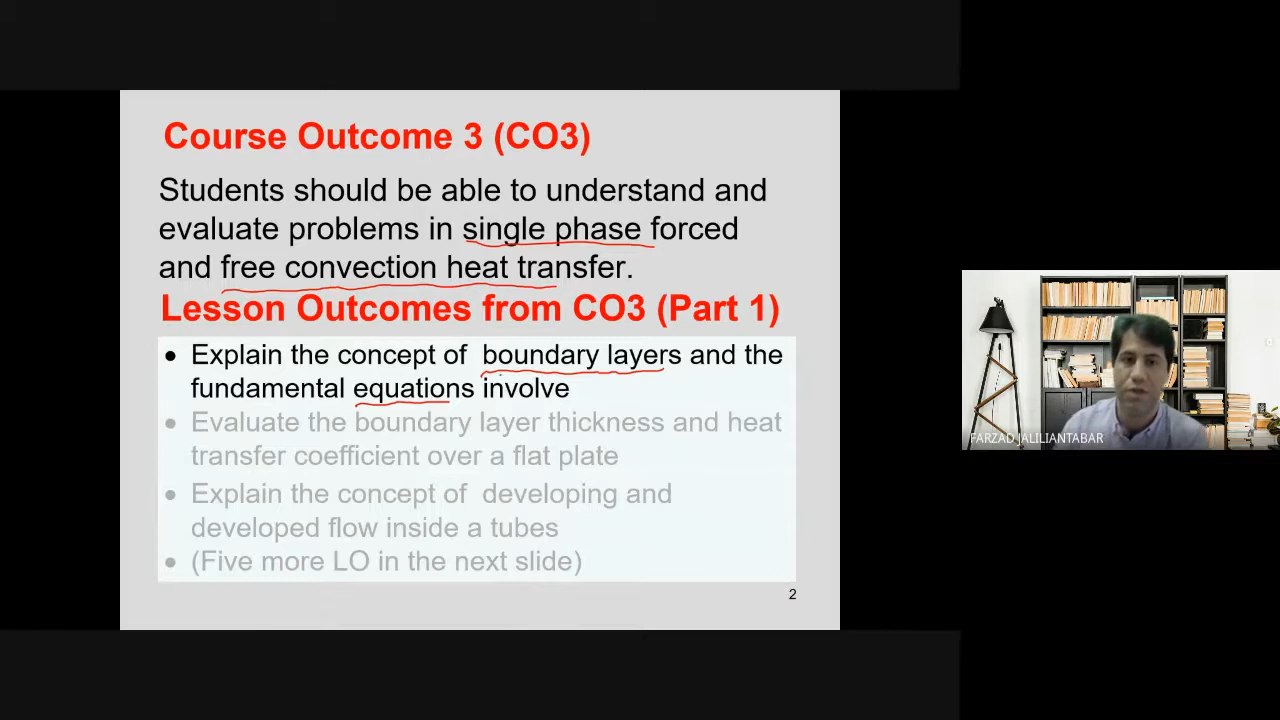 Course Outcome 3 (CO3)
Students should be able to understand and
evaluate problems in single phase forced
and free convection heat transfer.
Lesson Outcomes from CO3 (Part 1)
• Explain the concept of boundary layers and the
fundamental equations involve
• Evaluate the boundary layer thickness and heat
transfer coefficient over a flat plate
• Explain the concept of developing and
developed flow inside a tubes
• (Five more LO in the next slide)
2
FARZAD JALILIANTABAR